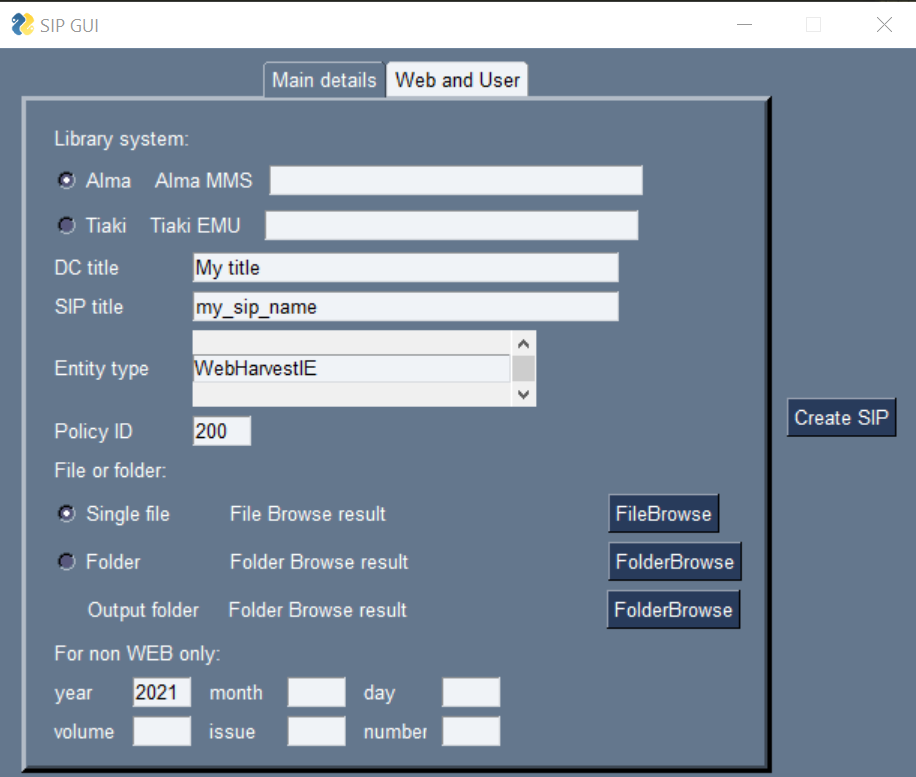 SIP GUI
Main details Web and User
Library system:
Alma Alma MMS
Tiaki Tiaki EMU
DC title My title
SIP title my_sip_name
Entity type WebHarvestIE
Policy ID 200
Create SIP
File or folder:
Single file File Browse result FileBrowse
Folder Folder Browse result FolderBrowse
Output folder Folder Browse result FolderBrowse
For non WEB only:
year 2021 month day
volume issue number